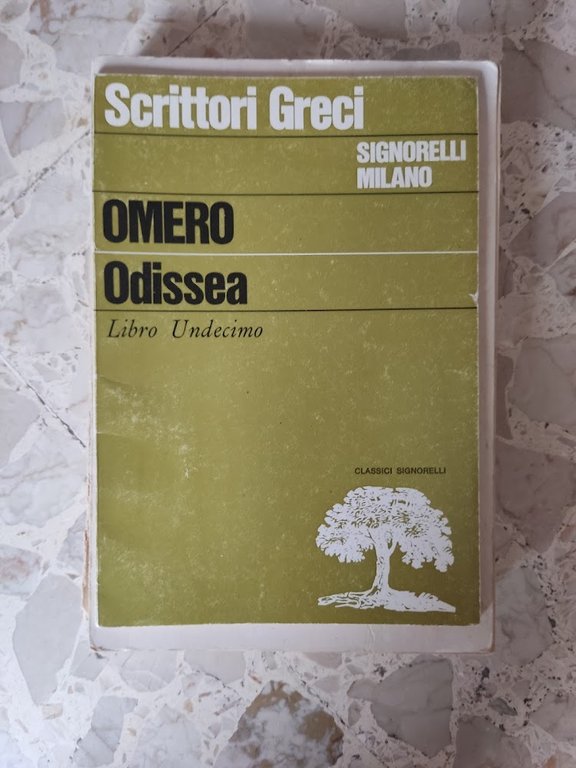 Scrittori Greci
SIGNORELLI
MILANO
OMERO
Odissea
Libro Undecimo
CLASSICI SIGNORELLI